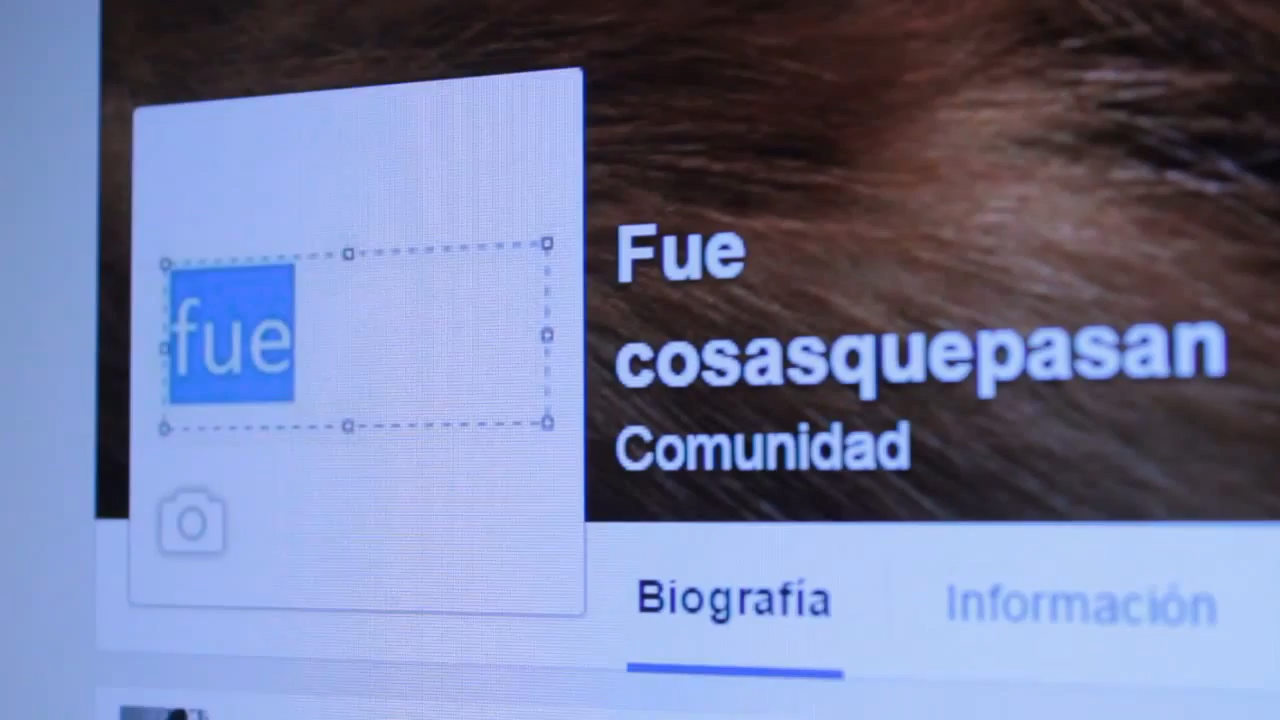 fue
Fue
cosasquepasan
Comunidad
Biografía
Información